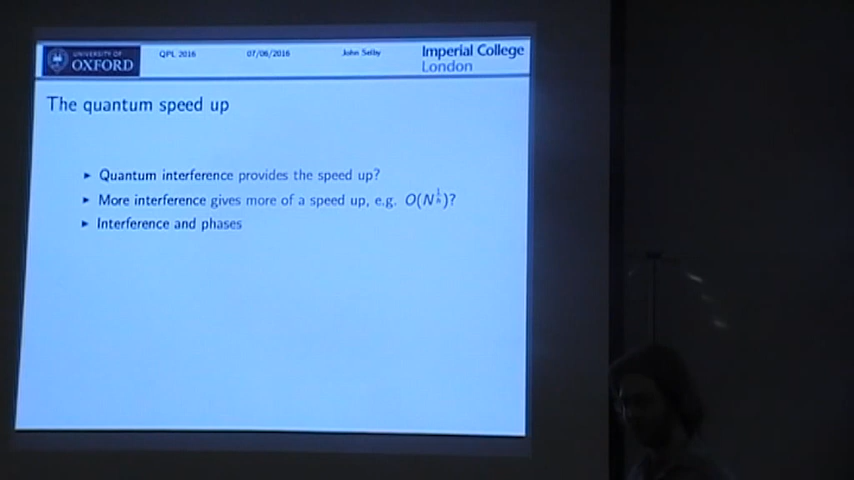 UNIVERSITY OF
OXFORD
QPL 2016
07/06/2016
John Selby
Imperial College
London
The quantum speed up
► Quantum interference provides the speed up?
► More interference gives more of a speed up, e.g. O(N^{1/n})?
► Interference and phases